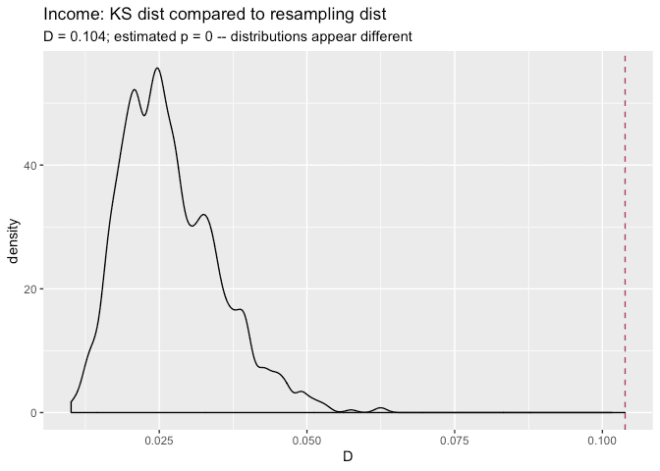 Income: KS dist compared to resampling dist
D = 0.104; estimated p = 0 -- distributions appear different
density
40
20
0
0.025
0.050
0.075
0.100
D